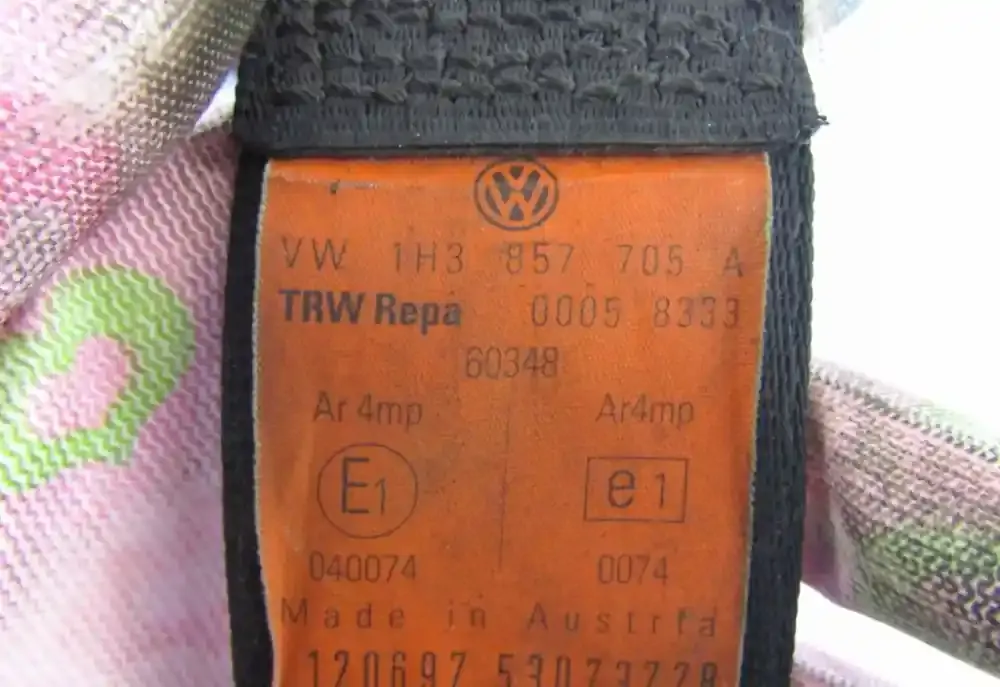 VW 1H3 857 705 A
TRW Repa 0005 8333
60348
Ar 4mp Ar4mp
E1 e1
040074 0074
Made in Austria
120697